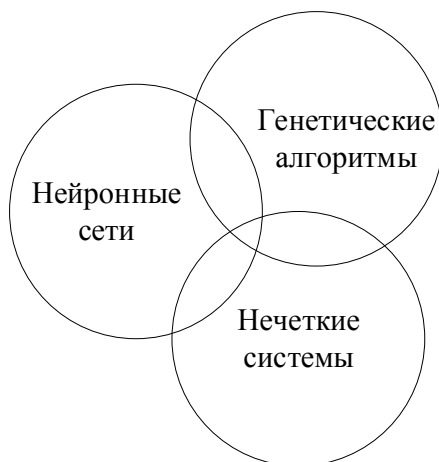 Генетические
алгоритмы
Нейронные
сети
Нечеткие
системы